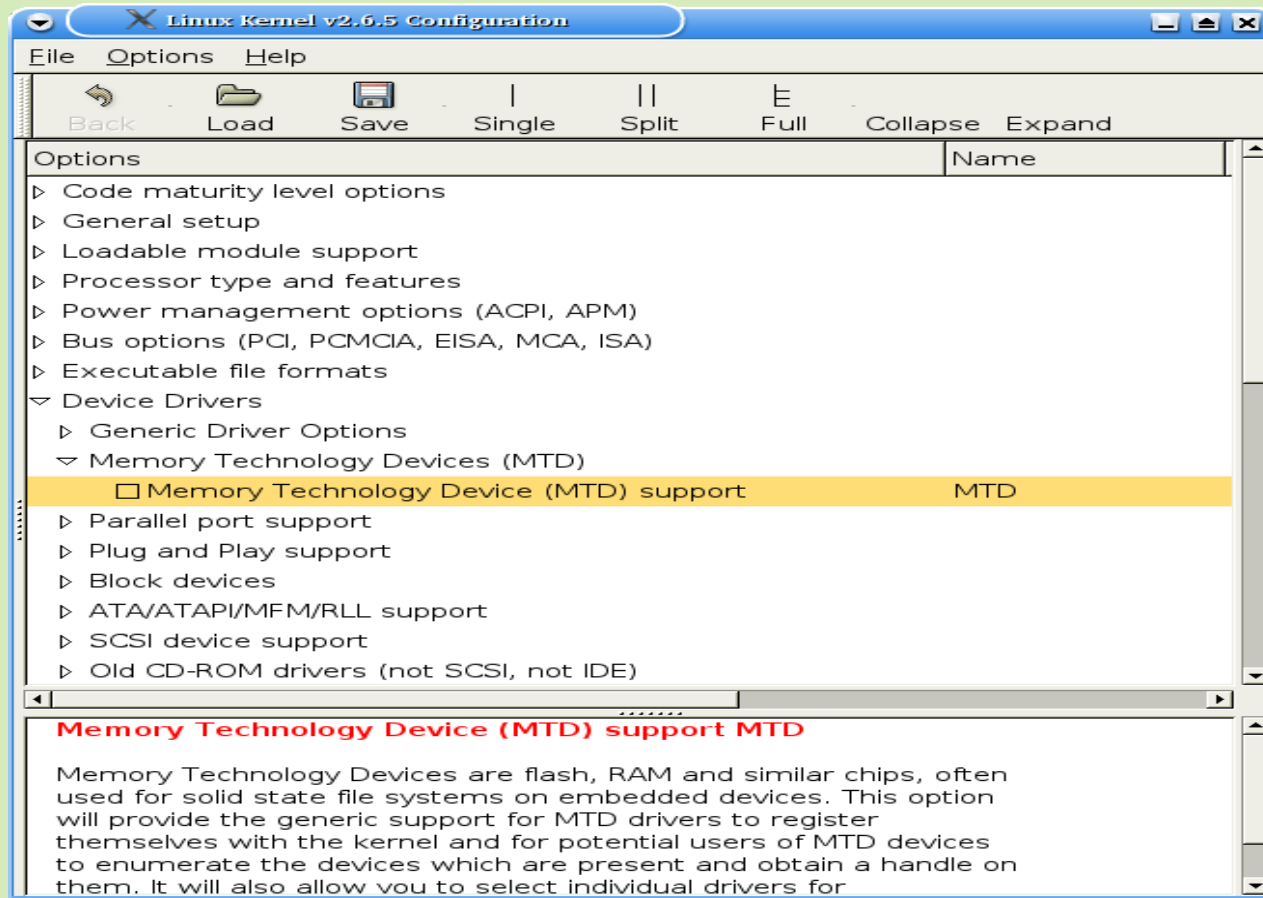 Linux Kernel v2.6.5 Configuration
File Options Help
Back Load Save Single Split Full Collapse Expand
Options Name
Code maturity level options
General setup
Loadable module support
Processor type and features
Power management options (ACPI, APM)
Bus options (PCI, PCMCIA, EISA, MCA, ISA)
Executable file formats
Device Drivers
Generic Driver Options
Memory Technology Devices (MTD)
Memory Technology Device (MTD) support MTD
Parallel port support
Plug and Play support
Block devices
ATA/ATAPI/MFM/RLL support
SCSI device support
Old CD-ROM drivers (not SCSI, not IDE)
Memory Technology Device (MTD) support MTD
Memory Technology Devices are flash, RAM and similar chips, often
used for solid state file systems on embedded devices. This option
will provide the generic support for MTD drivers to register
themselves with the kernel and for potential users of MTD devices
to enumerate the devices which are present and obtain a handle on
them. It will also allow you to select individual drivers for